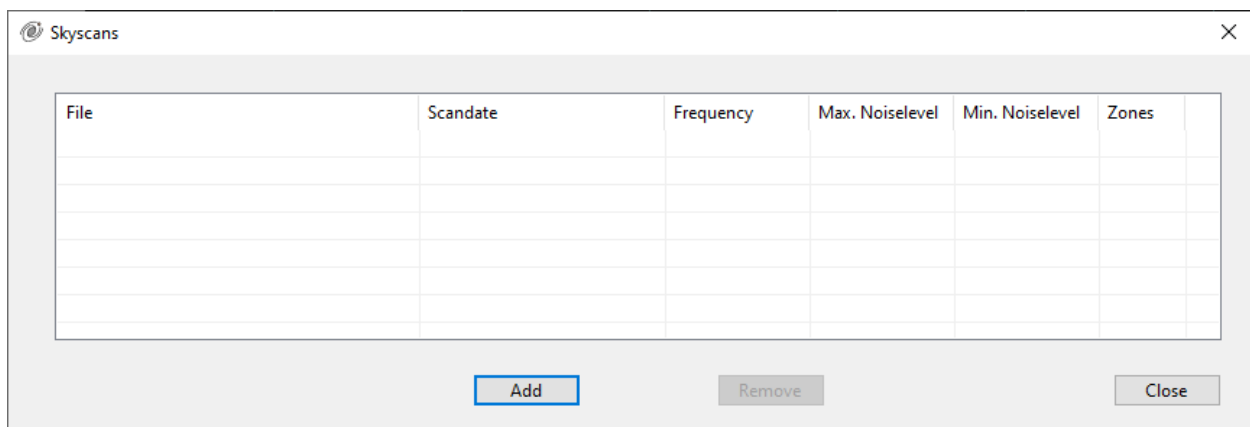 Skyscans
File Scandate Frequency Max. Noiselevel Min. Noiselevel Zones
Add Remove Close